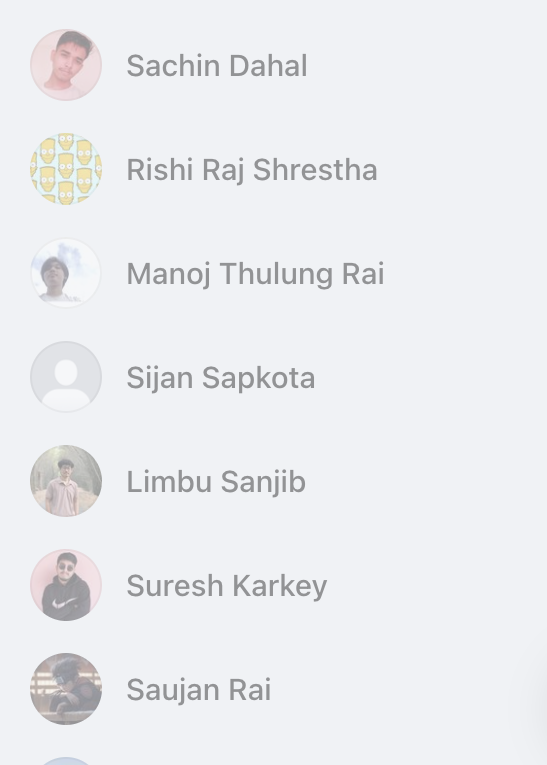 Sachin Dahal
Rishi Raj Shrestha
Manoj Thulung Rai
Sijan Sapkota
Limbu Sanjib
Suresh Karkey
Saujan Rai